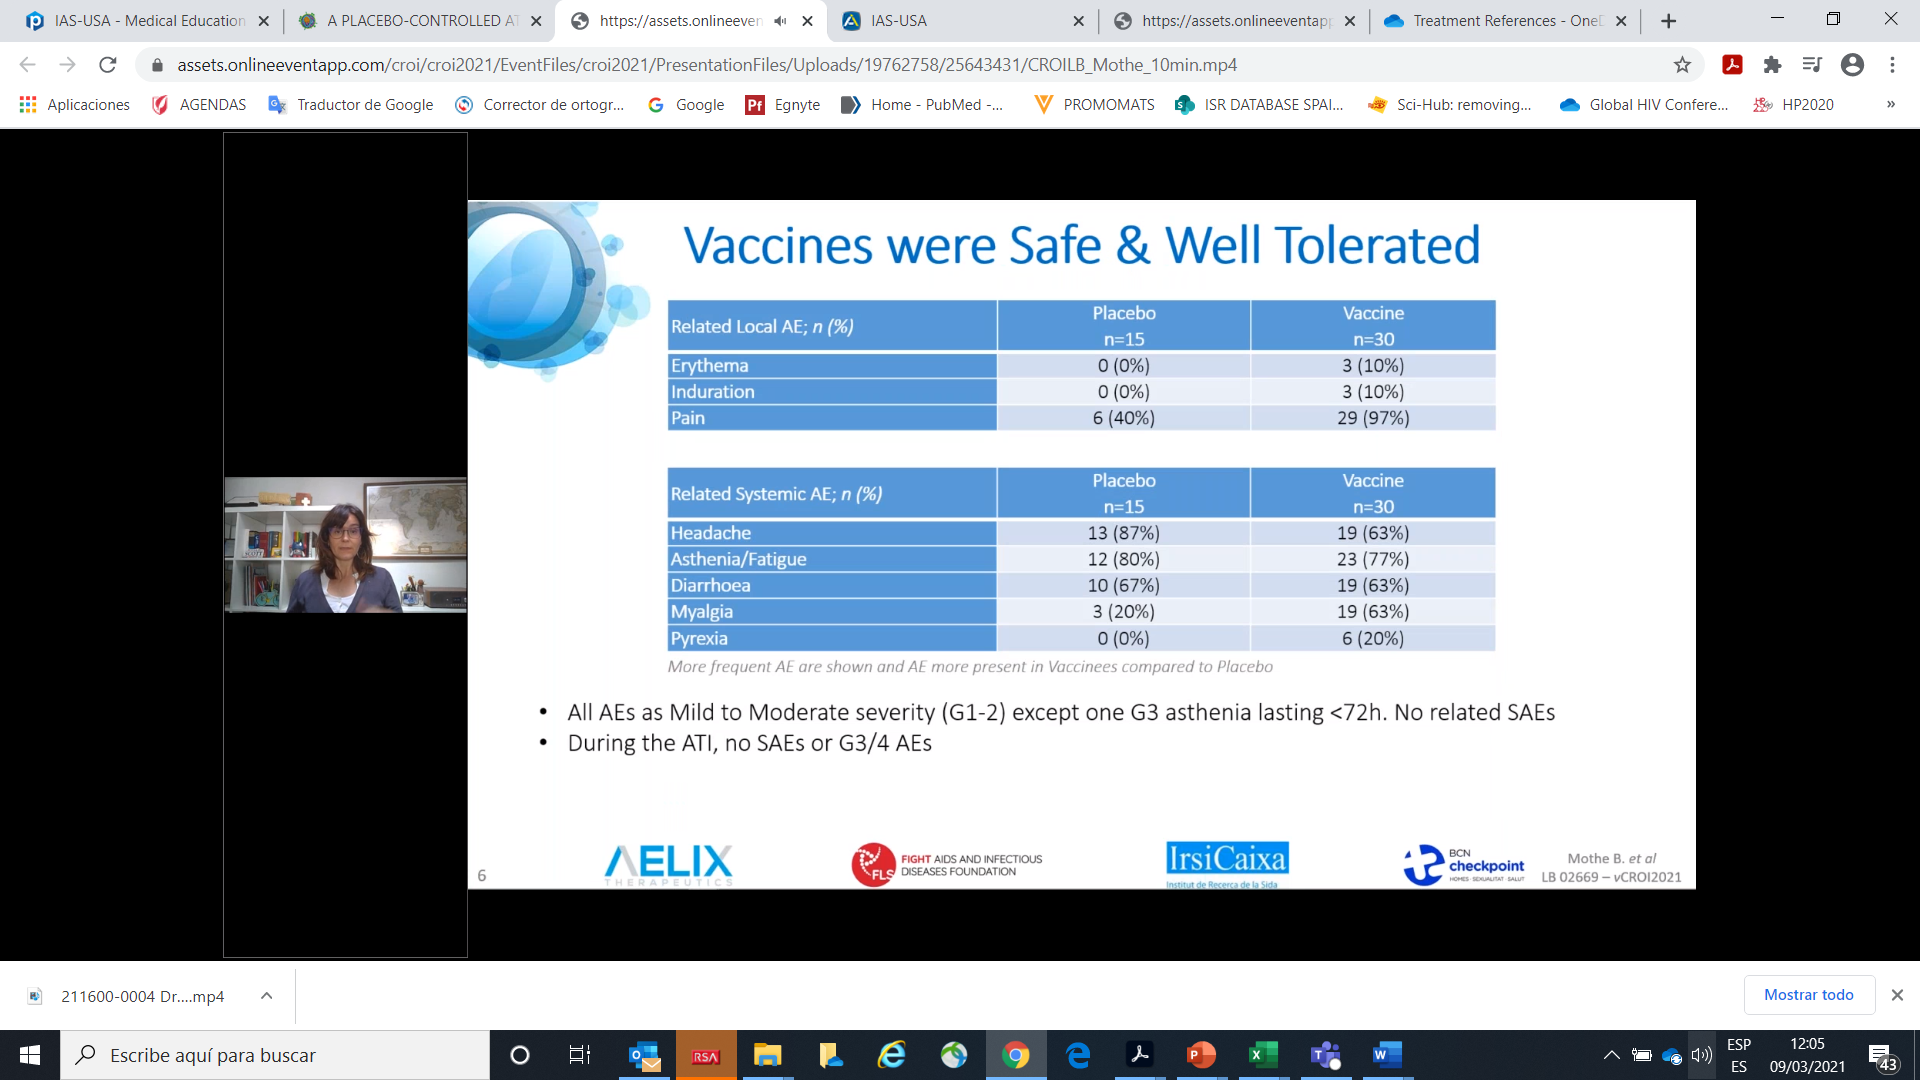 IAS-USA - Medical Education
A PLACEBO-CONTROLLED AT
https://assets.onlineeven
IAS-USA
https://assets.onlineeventapp
Treatment References - OneD
assets.onlineeventapp.com/croi/croi2021/EventFiles/croi2021/PresentationFiles/Uploads/19762758/25643431/CROILB_Mothe_10min.mp4
Aplicaciones
AGENDAS
Traductor de Google
Corrector de ortogr...
Google
Pf Egnyte
Home - PubMed -...
PROMOMATS
ISR DATABASE SPAI...
Sci-Hub: removing...
Global HIV Confere...
HP2020
»
Vaccines were Safe & Well Tolerated
Related Local AE; n (%) Placebo n=15 Vaccine n=30
Erythema 0 (0%) 3 (10%)
Induration 0 (0%) 3 (10%)
Pain 6 (40%) 29 (97%)
Related Systemic AE; n (%) Placebo n=15 Vaccine n=30
Headache 13 (87%) 19 (63%)
Asthenia/Fatigue 12 (80%) 23 (77%)
Diarrhoea 10 (67%) 19 (63%)
Myalgia 3 (20%) 19 (63%)
Pyrexia 0 (0%) 6 (20%)
More frequent AE are shown and AE more present in Vaccinees compared to Placebo
• All AEs as Mild to Moderate severity (G1-2) except one G3 asthenia lasting <72h. No related SAEs
• During the ATI, no SAEs or G3/4 AEs
6
AELIX
THERAPEUTICS
FLS
FIGHT AIDS AND INFECTIOUS
DISEASES FOUNDATION
IrsiCaixa
Institut de Recerca de la Sida
BCN
checkpoint
HOMES · SEXUALITAT · SALUT
Mothe B. et al
LB 02669 – vCROI2021
211600-0004 Dr....mp4
Mostrar todo
Escribe aquí para buscar
RSA
ESP
ES
12:05
09/03/2021
43